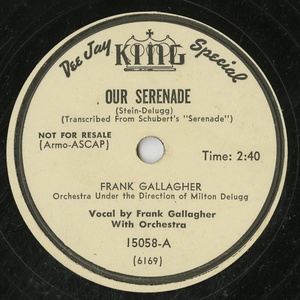 Dee Jay Special
KING
OUR SERENADE
(Stein-Delugg)
(Transcribed From Schubert's "Serenade")
NOT FOR RESALE
(Armo-ASCAP)
Time: 2:40
FRANK GALLAGHER
Orchestra Under the Direction of Milton Delugg
Vocal by Frank Gallagher
With Orchestra
15058-A
(6169)